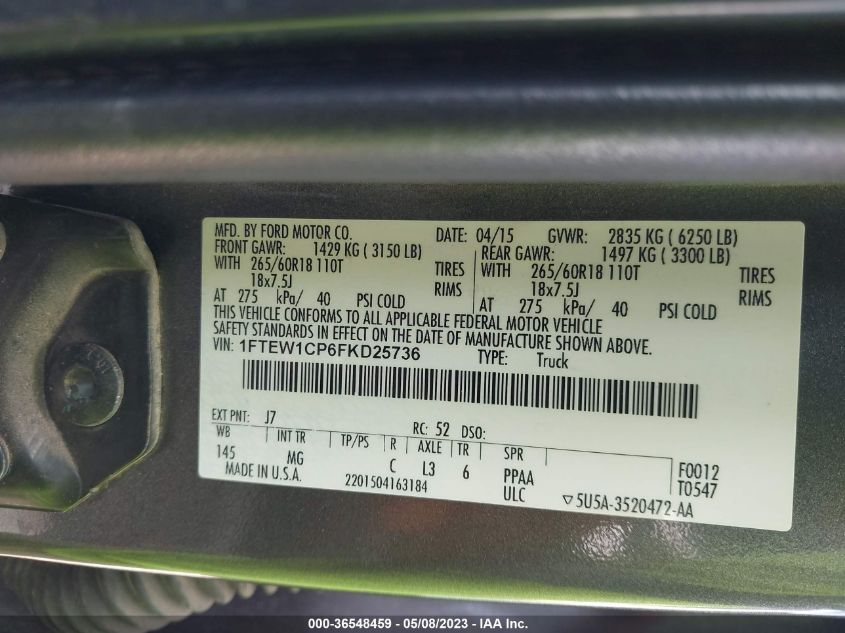 MFD. BY FORD MOTOR CO. DATE: 04/15 GVWR: 2835 KG ( 6250 LB)
FRONT GAWR: 1429 KG ( 3150 LB) REAR GAWR: 1497 KG ( 3300 LB)
WITH 265/60R18 110T TIRES WITH 265/60R18 110T TIRES
18x7.5J RIMS 18x7.5J RIMS
AT 275 kPa/ 40 PSI COLD AT 275 kPa/ 40 PSI COLD
THIS VEHICLE CONFORMS TO ALL APPLICABLE FEDERAL MOTOR VEHICLE
SAFETY STANDARDS IN EFFECT ON THE DATE OF MANUFACTURE SHOWN ABOVE.
VIN: 1FTEW1CP6FKD25736 TYPE: Truck
EXT PNT: J7 RC: 52 DSO:
WB INT TR TP/PS R AXLE TR SPR
145 MG C L3 6 PPAA F0012
MADE IN U.S.A. 2201504163184 ULC T0547
▽5U5A-3520472-AA
000-36548459 - 05/08/2023 - IAA Inc.